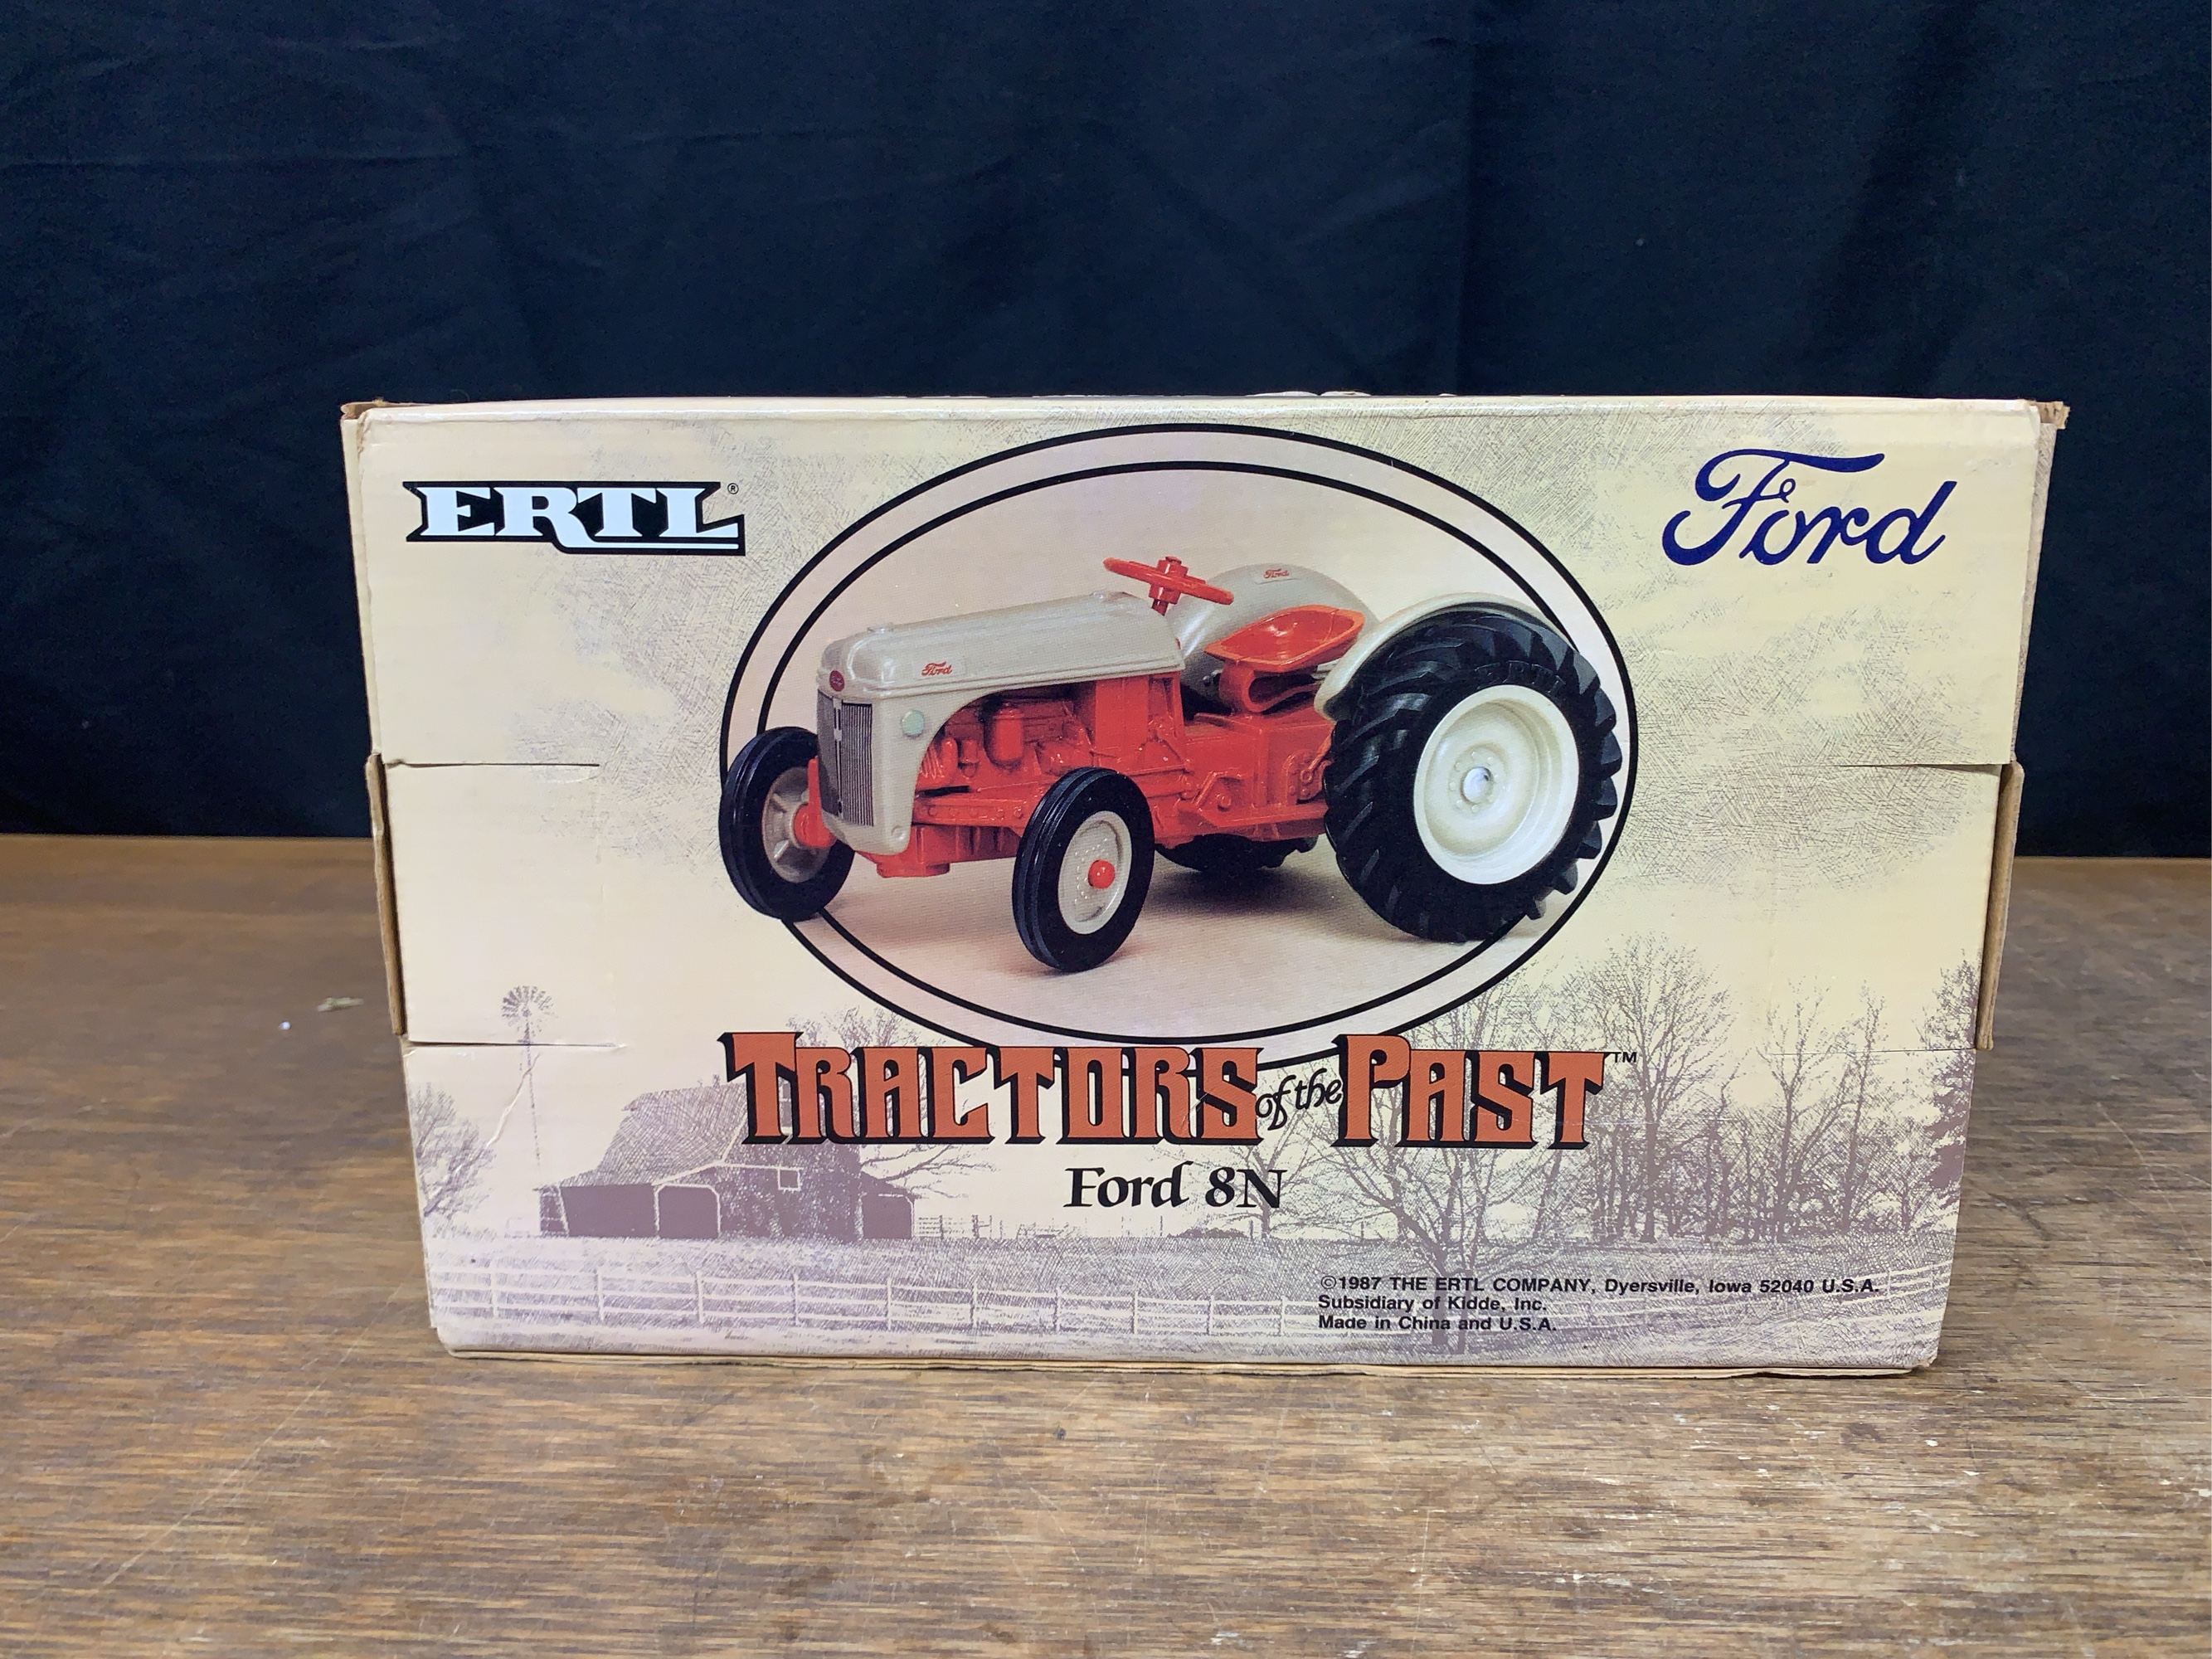 ERTL®
Ford
Ford
Ford
TRACTORS of the PAST™
Ford 8N
©1987 THE ERTL COMPANY, Dyersville, Iowa 52040 U.S.A.
Subsidiary of Kidde, Inc.
Made in China and U.S.A.